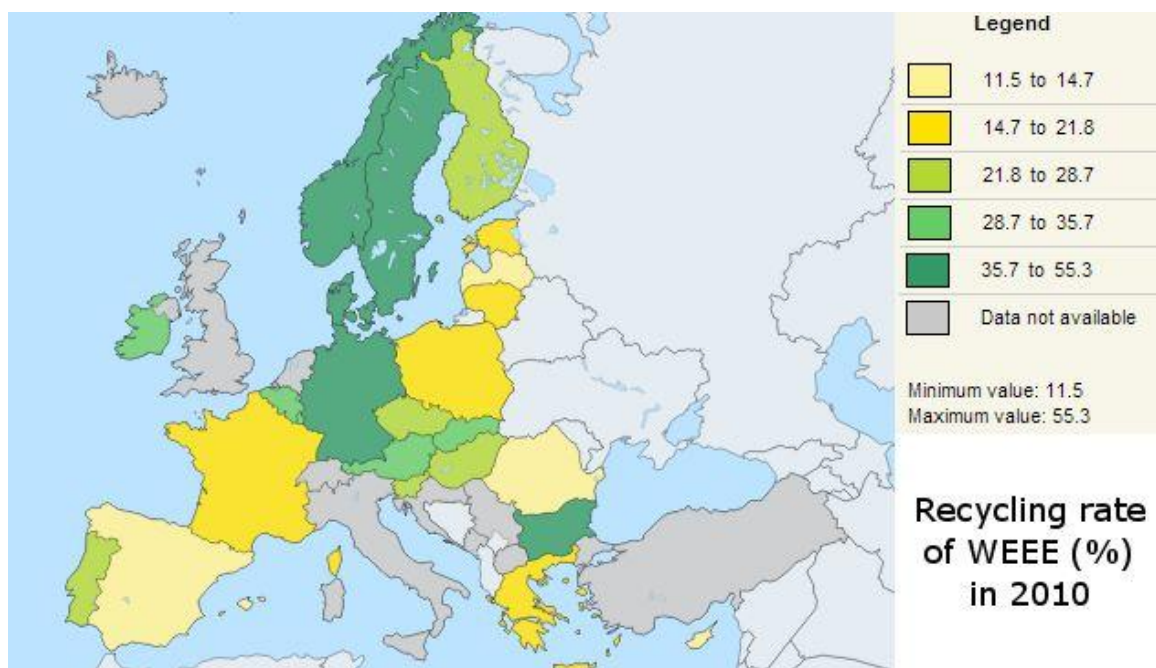 Legend
11.5 to 14.7
14.7 to 21.8
21.8 to 28.7
28.7 to 35.7
35.7 to 55.3
Data not available
Minimum value: 11.5
Maximum value: 55.3
Recycling rate
of WEEE (%)
in 2010